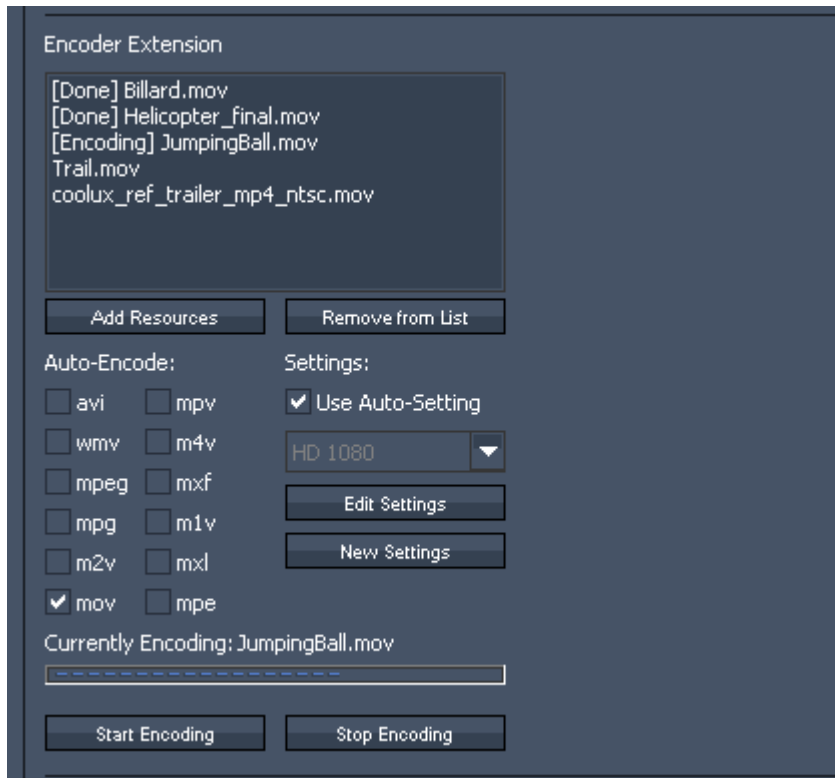 Encoder Extension
[Done] Billard.mov
[Done] Helicopter_final.mov
[Encoding] JumpingBall.mov
Trail.mov
coolux_ref_trailer_mp4_ntsc.mov
Add Resources
Remove from List
Auto-Encode:
Settings:
avi
mpv
Use Auto-Setting
wmv
m4v
HD 1080
mpeg
mxf
Edit Settings
mpg
m1v
New Settings
m2v
mxl
mov
mpe
Currently Encoding: JumpingBall.mov
Start Encoding
Stop Encoding